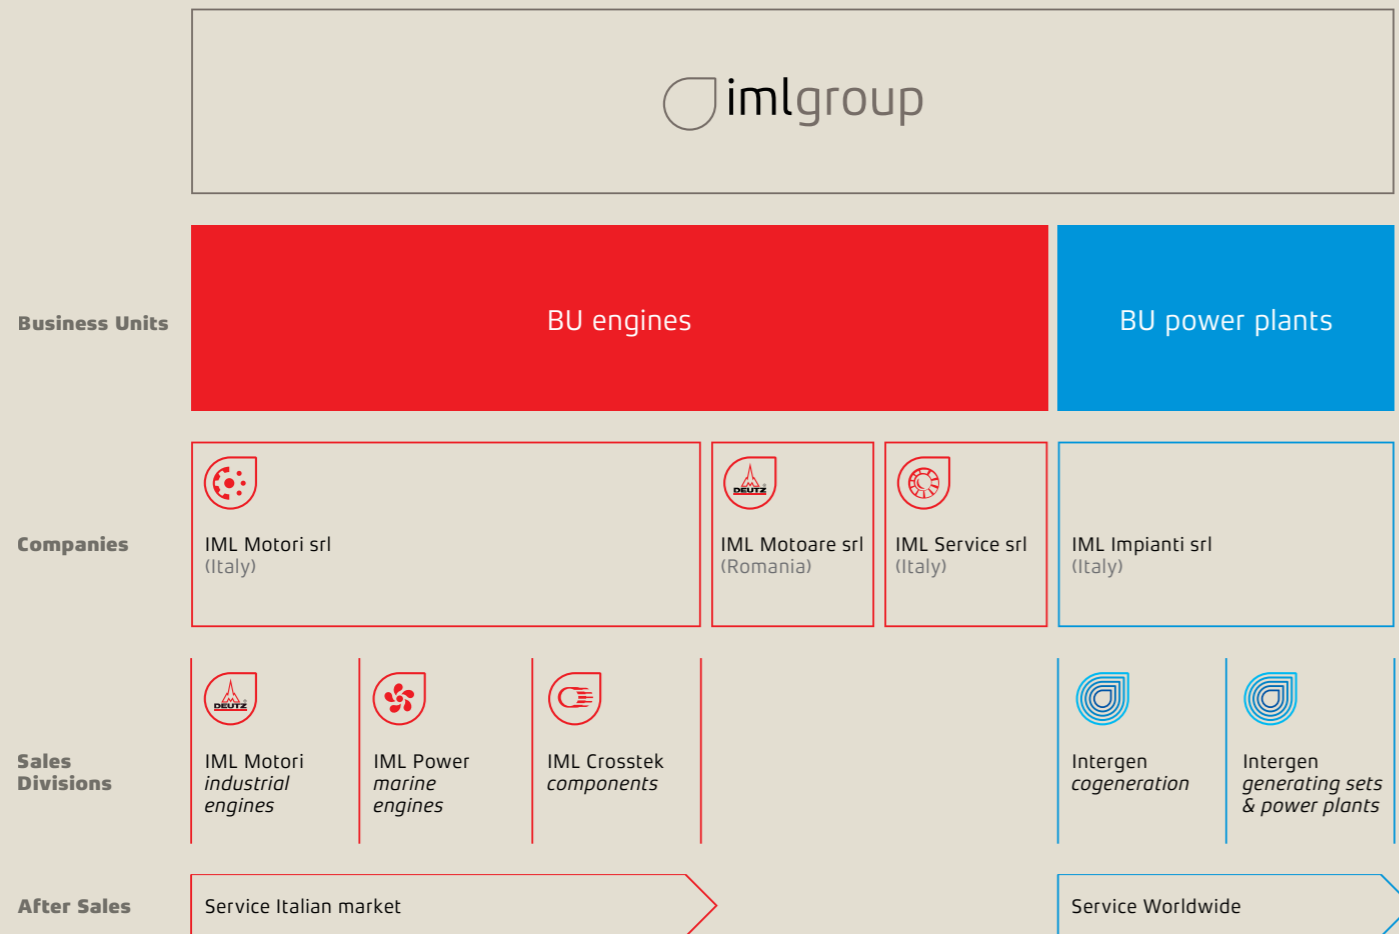 imlgroup
Business Units
BU engines
BU power plants
Companies
IML Motori srl
(Italy)
DEUTZ
IML Motoare srl
(Romania)
IML Service srl
(Italy)
IML Impianti srl
(Italy)
Sales
Divisions
DEUTZ
IML Motori
industrial
engines
IML Power
marine
engines
IML Crosstek
components
Intergen
cogeneration
Intergen
generating sets
& power plants
After Sales
Service Italian market
Service Worldwide